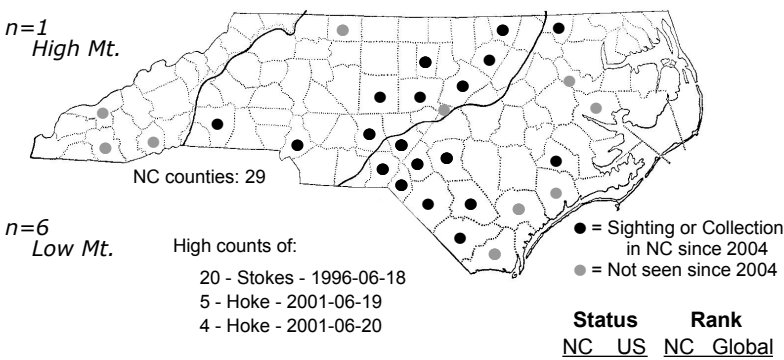 n=1
High Mt.
NC counties: 29
n=6
Low Mt.
High counts of:
20 - Stokes - 1996-06-18
5 - Hoke - 2001-06-19
4 - Hoke - 2001-06-20
● = Sighting or Collection
in NC since 2004
● = Not seen since 2004
Status Rank
NC US NC Global